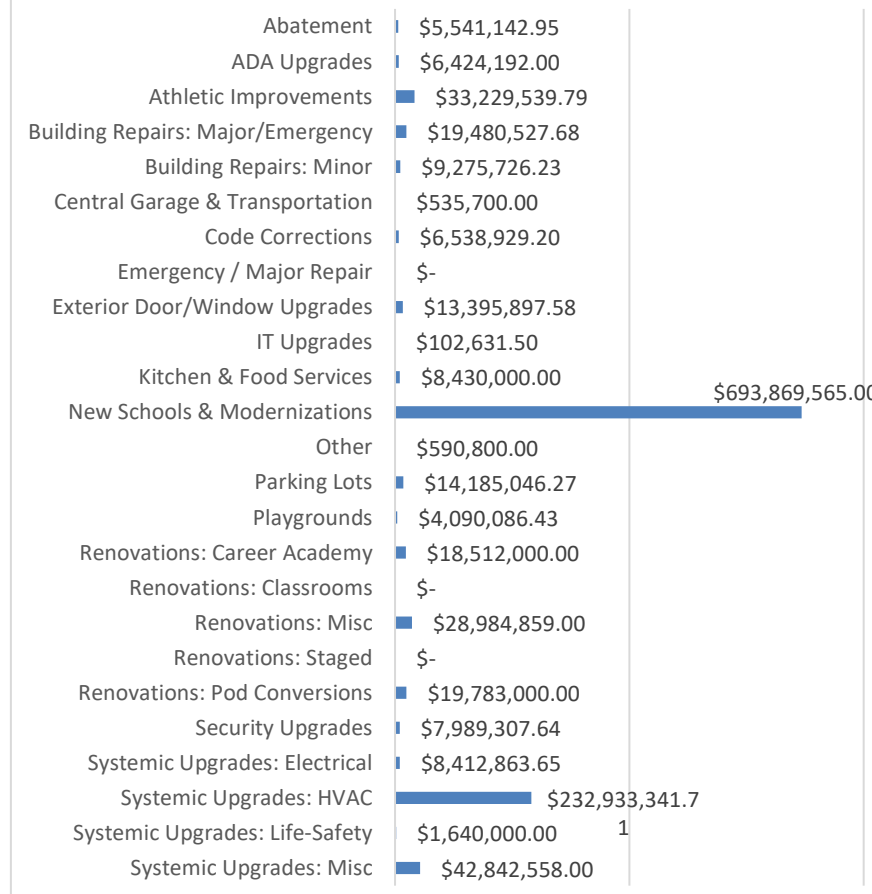 Abatement $5,541,142.95
ADA Upgrades $6,424,192.00
Athletic Improvements $33,229,539.79
Building Repairs: Major/Emergency $19,480,527.68
Building Repairs: Minor $9,275,726.23
Central Garage & Transportation $535,700.00
Code Corrections $6,538,929.20
Emergency / Major Repair $-
Exterior Door/Window Upgrades $13,395,897.58
IT Upgrades $102,631.50
Kitchen & Food Services $8,430,000.00
New Schools & Modernizations $693,869,565.00
Other $590,800.00
Parking Lots $14,185,046.27
Playgrounds $4,090,086.43
Renovations: Career Academy $18,512,000.00
Renovations: Classrooms $-
Renovations: Misc $28,984,859.00
Renovations: Staged $-
Renovations: Pod Conversions $19,783,000.00
Security Upgrades $7,989,307.64
Systemic Upgrades: Electrical $8,412,863.65
Systemic Upgrades: HVAC $232,933,341.7
1
Systemic Upgrades: Life-Safety $1,640,000.00
Systemic Upgrades: Misc $42,842,558.00